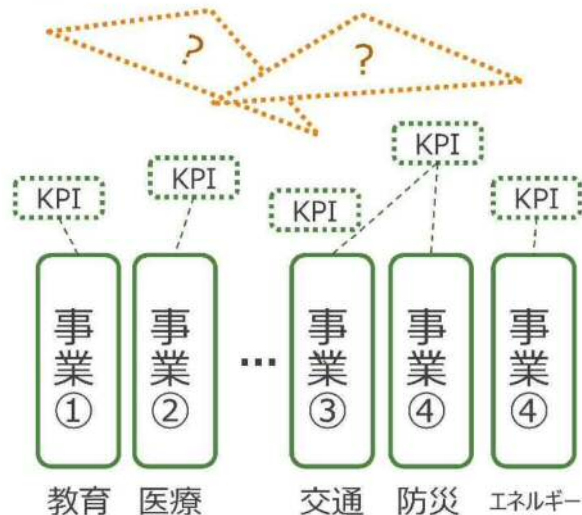 ?
?
KPI
KPI
KPI
KPI
KPI
事業①
事業②
…
事業③
事業④
事業④
教育
医療
交通
防災
エネルギー